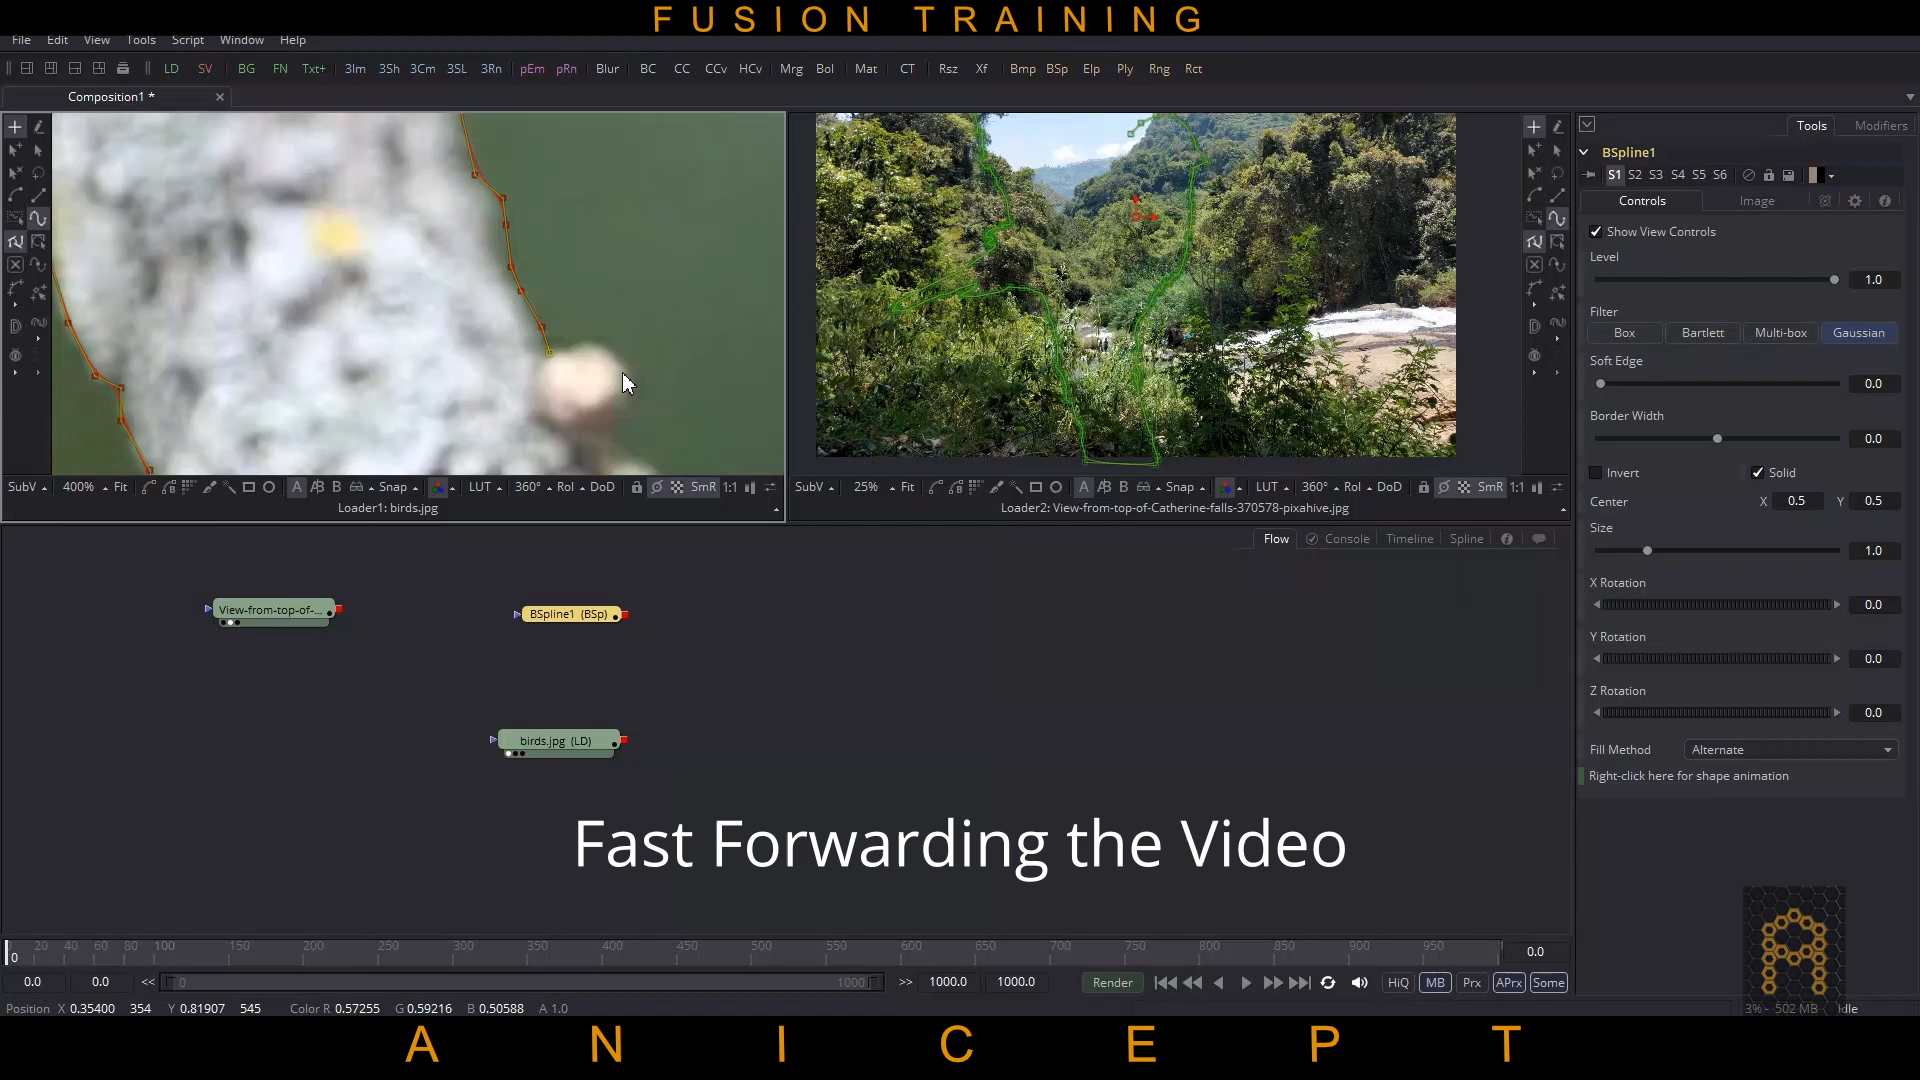 FUSION TRAINING
File Edit View Tools Script Window Help
LD SV BG FN Txt+ 3Im 3Sh 3Cm 3SL 3Rn pEm pRn Blur BC CC CCv HCv Mrg Bol Mat CT Rsz Xf Bmp BSp Elp Ply Rng Rct
Composition1 *
Tools Modifiers
BSpline1
S1 S2 S3 S4 S5 S6
Controls Image
Show View Controls
Level
1.0
Filter
Box Bartlett Multi-box Gaussian
Soft Edge
0.0
Border Width
0.0
Invert Solid
Center X 0.5 Y 0.5
Size
1.0
X Rotation
0.0
Y Rotation
0.0
Z Rotation
0.0
Fill Method Alternate
Right-click here for shape animation
SubV 400% Fit A B Snap LUT 360° Rol DoD SmR 1:1
Loader1: birds.jpg
SubV 25% Fit A B Snap LUT 360° Rol DoD SmR 1:1
Loader2: View-from-top-of-Catherine-falls-370578-pixahive.jpg
Flow Console Timeline Spline
View-from-top-of-...
BSpline1 (BSp)
birds.jpg (LD)
Fast Forwarding the Video
0 20 40 60 80 100 150 200 250 300 350 400 450 500 550 600 650 700 750 800 850 900 950
0.0
0.0 0.0 << 0 1000 >> 1000.0 1000.0 Render HiQ MB Prx APrx Some
Position X 0.35400 354 Y 0.81907 545 Color R 0.57255 G 0.59216 B 0.50588 A 1.0
3% - 502 MB
ANICEPT